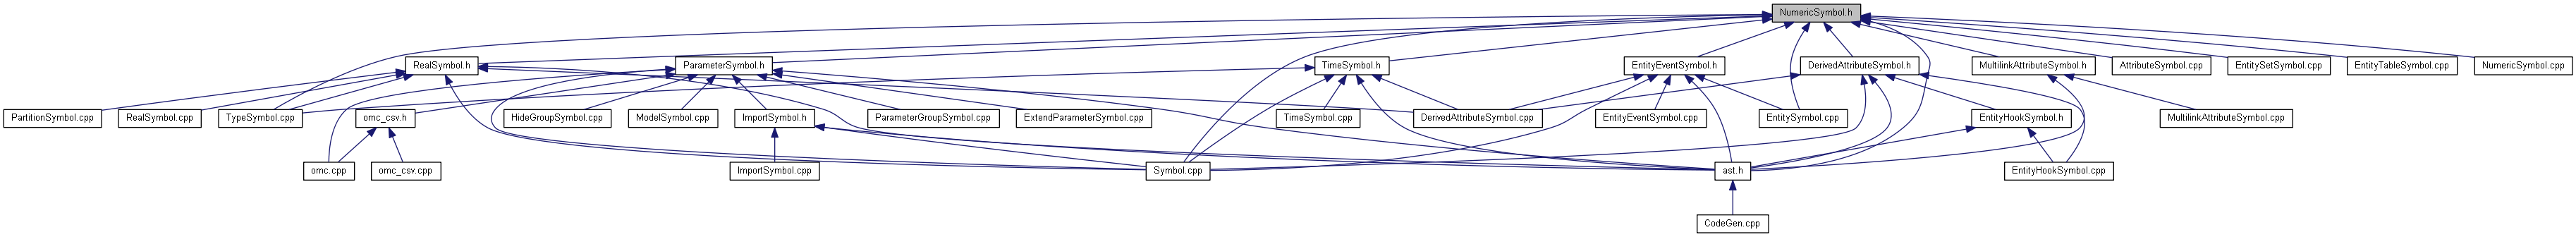 NumericSymbol.h
RealSymbol.h
ParameterSymbol.h
TimeSymbol.h
EntityEventSymbol.h
DerivedAttributeSymbol.h
MultilinkAttributeSymbol.h
AttributeSymbol.cpp
EntitySetSymbol.cpp
EntityTableSymbol.cpp
NumericSymbol.cpp
PartitionSymbol.cpp
RealSymbol.cpp
TypeSymbol.cpp
omc_csv.h
HideGroupSymbol.cpp
ModelSymbol.cpp
ImportSymbol.h
ParameterGroupSymbol.cpp
ExtendParameterSymbol.cpp
TimeSymbol.cpp
DerivedAttributeSymbol.cpp
EntityEventSymbol.cpp
EntitySymbol.cpp
EntityHookSymbol.h
MultilinkAttributeSymbol.cpp
omc.cpp
omc_csv.cpp
ImportSymbol.cpp
Symbol.cpp
ast.h
EntityHookSymbol.cpp
CodeGen.cpp